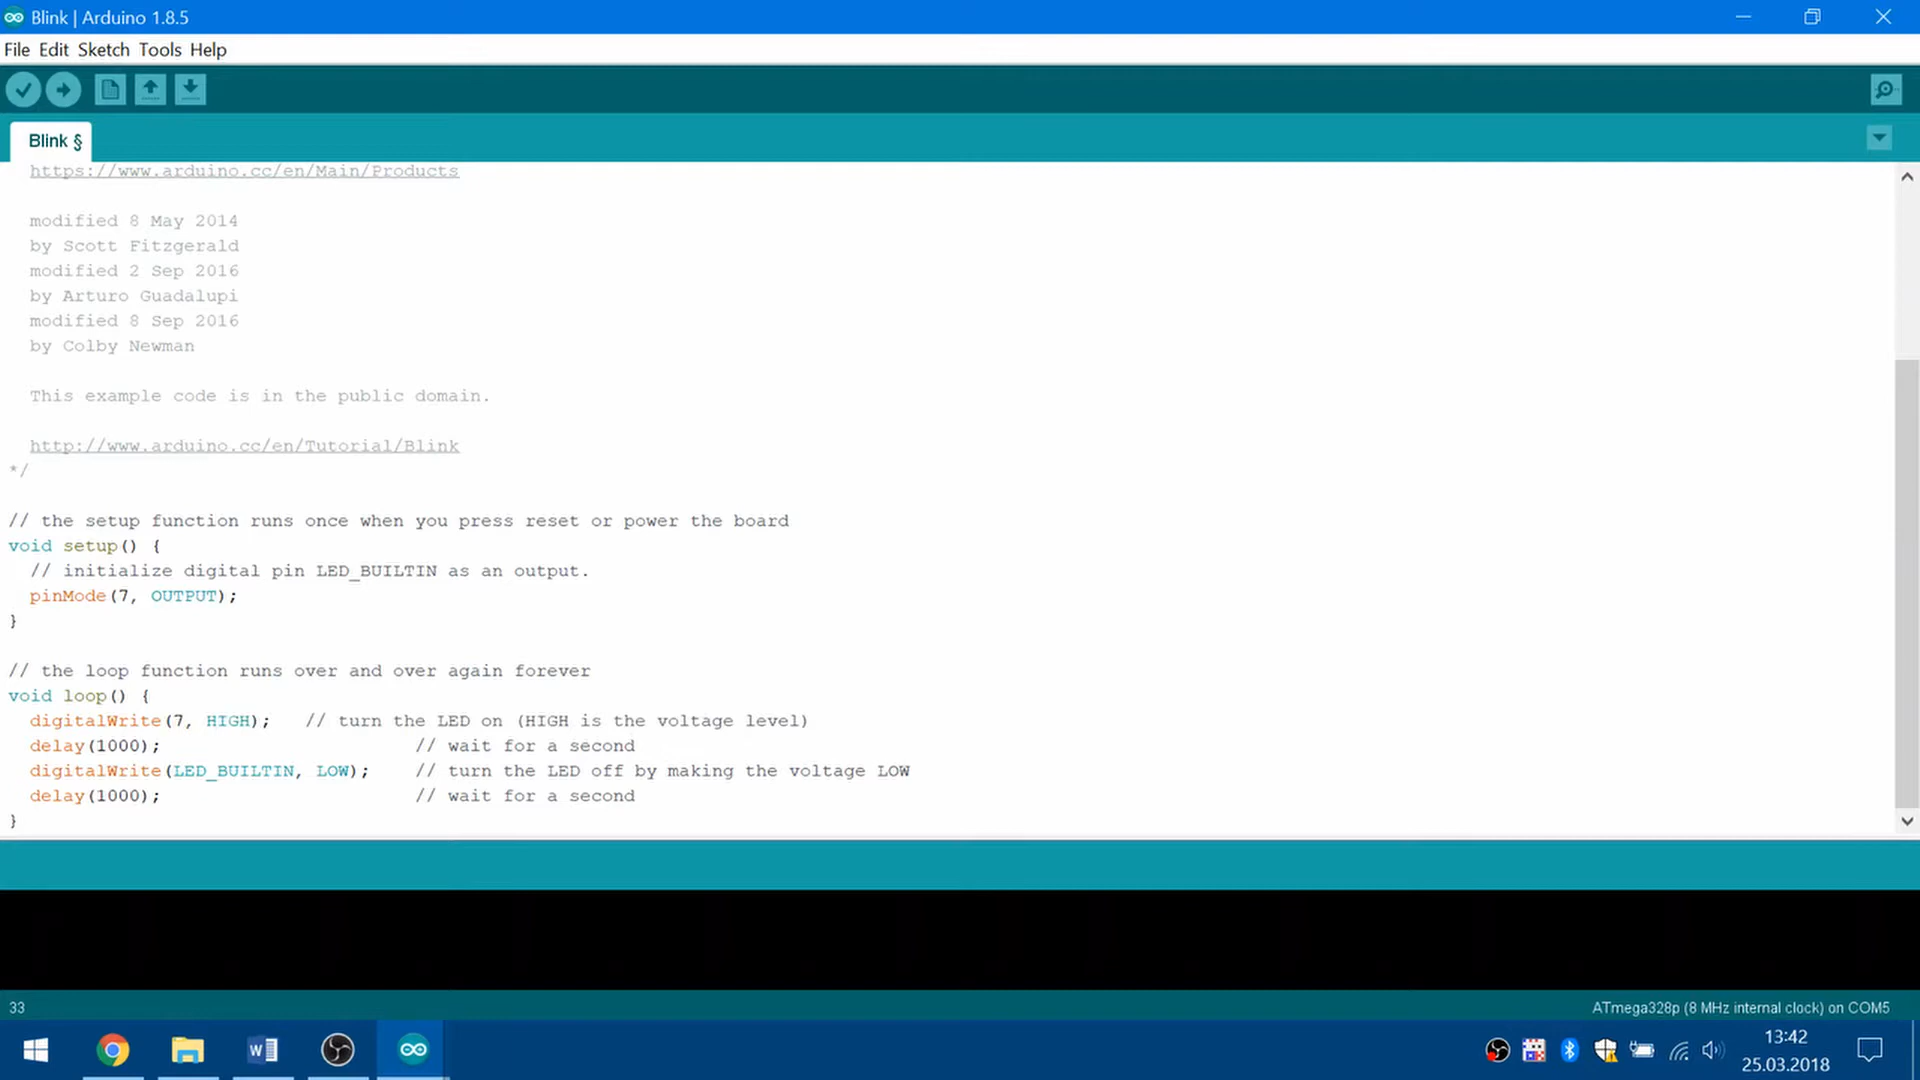 Blink | Arduino 1.8.5
File Edit Sketch Tools Help
Blink §
https://www.arduino.cc/en/Main/Products
modified 8 May 2014
by Scott Fitzgerald
modified 2 Sep 2016
by Arturo Guadalupi
modified 8 Sep 2016
by Colby Newman
This example code is in the public domain.
http://www.arduino.cc/en/Tutorial/Blink
*/
// the setup function runs once when you press reset or power the board
void setup() {
  // initialize digital pin LED_BUILTIN as an output.
  pinMode(7, OUTPUT);
}
// the loop function runs over and over again forever
void loop() {
  digitalWrite(7, HIGH);   // turn the LED on (HIGH is the voltage level)
  delay(1000);                       // wait for a second
  digitalWrite(LED_BUILTIN, LOW);    // turn the LED off by making the voltage LOW
  delay(1000);                       // wait for a second
}
33
ATmega328p (8 MHz internal clock) on COM5
13:42
25.03.2018